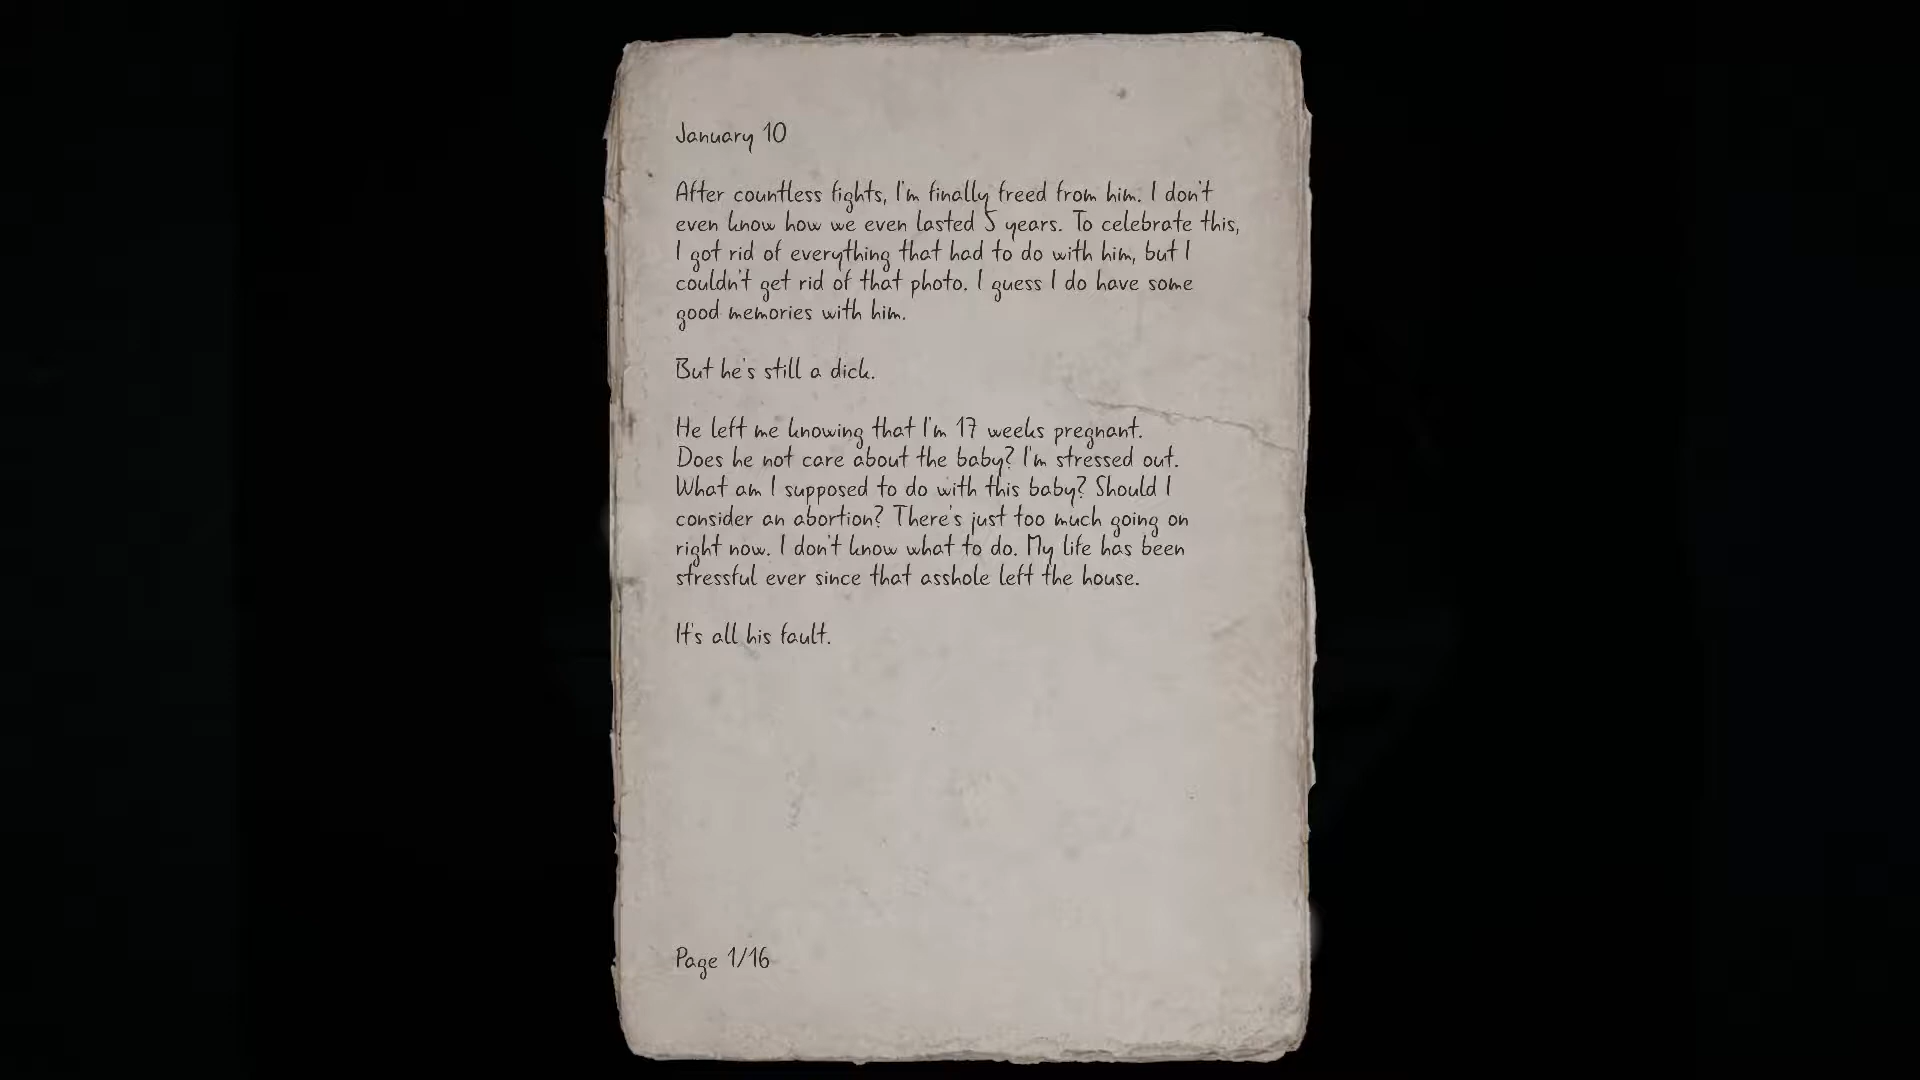 January 10
After countless fights, I'm finally freed from him. I don't
even know how we even lasted 5 years. To celebrate this,
I got rid of everything that had to do with him, but I
couldn't get rid of that photo. I guess I do have some
good memories with him.
But he's still a dick.
He left me knowing that I'm 17 weeks pregnant.
Does he not care about the baby? I'm stressed out.
What am I supposed to do with this baby? Should I
consider an abortion? There's just too much going on
right now. I don't know what to do. My life has been
stressful ever since that asshole left the house.
It's all his fault.
Page 1/16